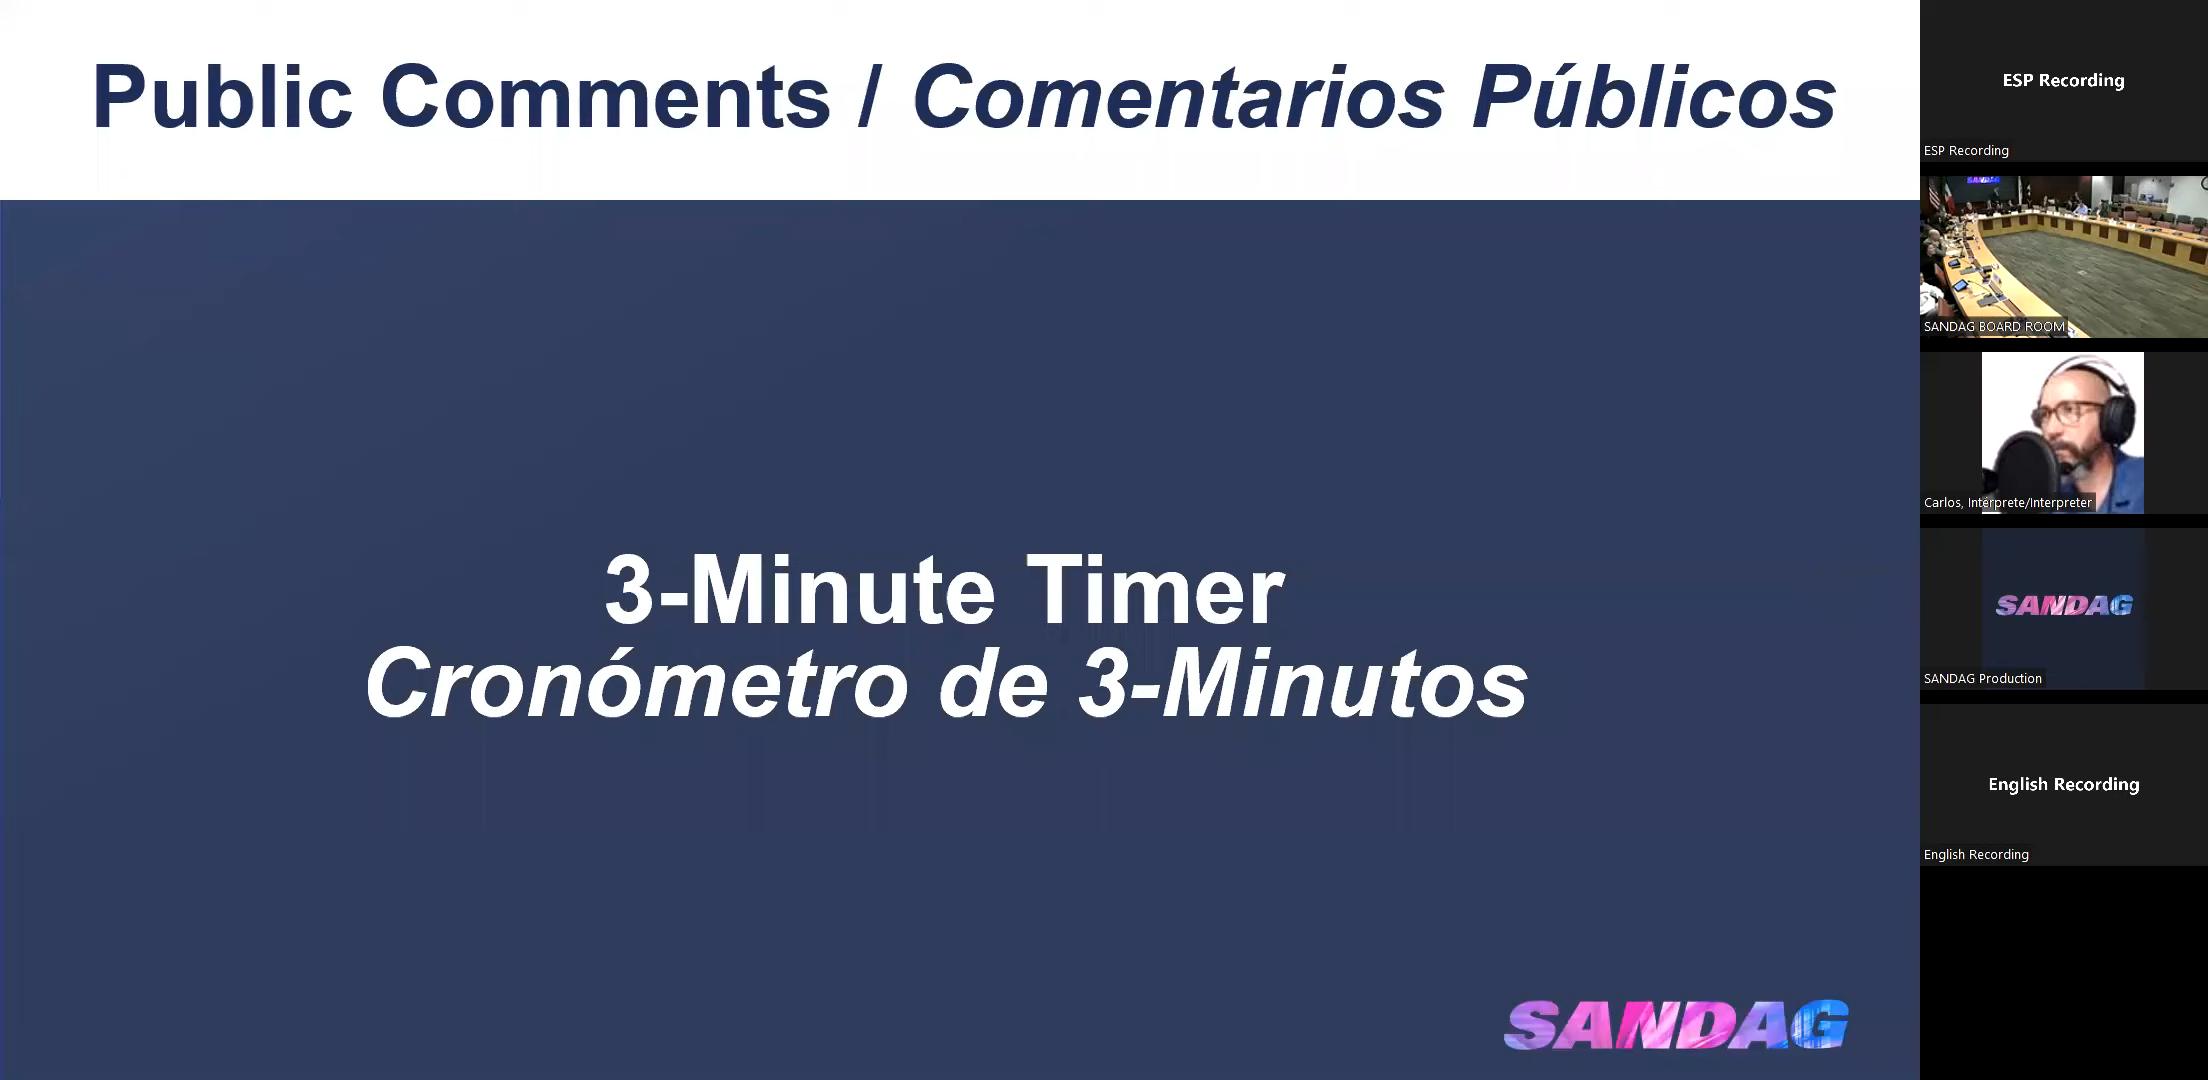 Public Comments / Comentarios Públicos
3-Minute Timer
Cronómetro de 3-Minutos
SANDAG
ESP Recording
ESP Recording
SANDAG
SANDAG BOARD ROOM
Carlos, Intérprete/Interpreter
SANDAG
SANDAG Production
English Recording
English Recording